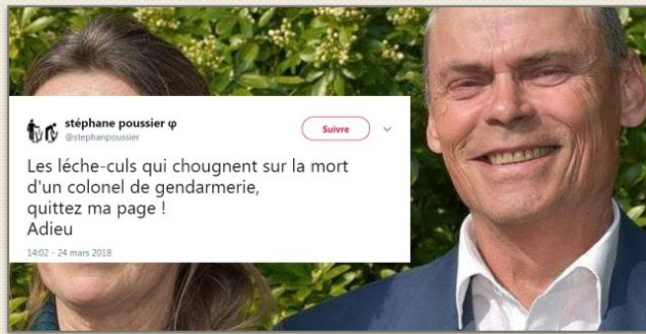 stéphane poussier φ
@stephanpoussier
Suivre
Les léche-culs qui chougnent sur la mort
d'un colonel de gendarmerie,
quittez ma page !
Adieu
14:02 - 24 mars 2018